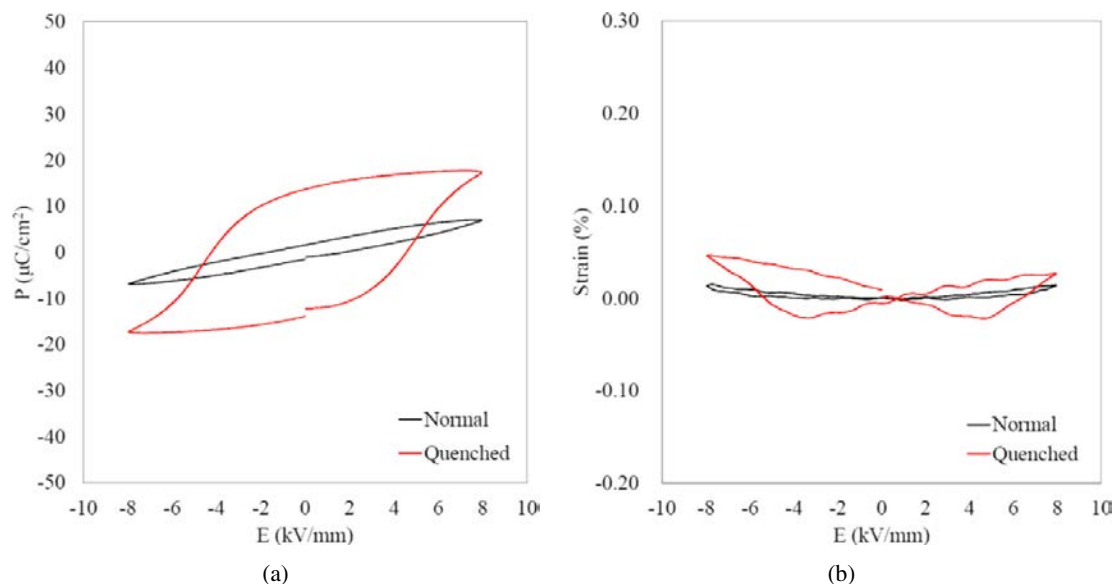 50
40
30
20
10
0
-10
-20
-30
-40
-50
P (μC/cm²)
-10 -8 -6 -4 -2 0 2 4 6 8 10
E (kV/mm)
Normal
Quenched
(a)
0.30
0.20
0.10
0.00
-0.10
-0.20
Strain (%)
-10 -8 -6 -4 -2 0 2 4 6 8 10
E (kV/mm)
Normal
Quenched
(b)